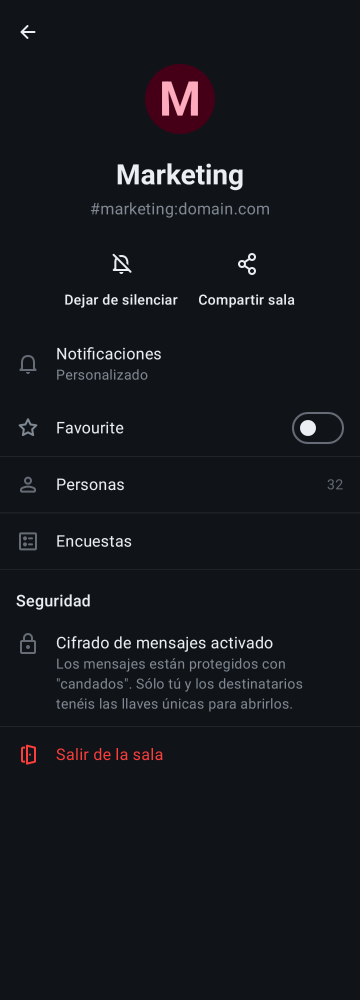 M
Marketing
#marketing:domain.com
Dejar de silenciar
Compartir sala
Notificaciones
Personalizado
Favourite
Personas
32
Encuestas
Seguridad
Cifrado de mensajes activado
Los mensajes están protegidos con
"candados". Sólo tú y los destinatarios
tenéis las llaves únicas para abrirlos.
Salir de la sala